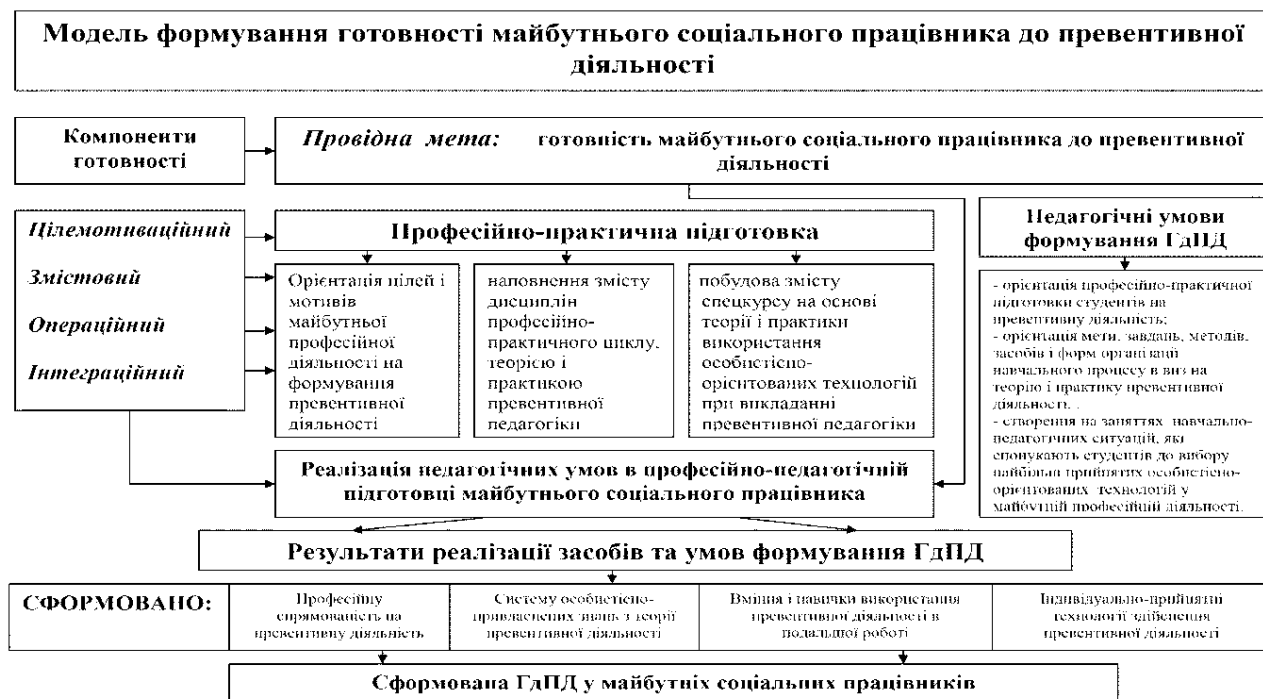 Модель формування готовності майбутнього соціального працівника до превентивної
діяльності
Компоненти
готовності
Провідна мета: готовність майбутнього соціального працівника до превентивної
діяльності
Цілемотиваційний
Змістовий
Операційний
Інтеграційний
Професійно-практична підготовка
Орієнтація цілей і
мотивів
майбутньої
професійної
діяльності на
формування
превентивної
діяльності
наповнення змісту
дисциплін
професійно-
практичного циклу,
теорією і
практикою
превентивної
педагогіки
побудова змісту
спецкурсу на основі
теорії і практики
використання
особистісно-
орієнтованих технологій
при викладанні
превентивної педагогіки
Педагогічні умови
формування ГдПД
- орієнтація професійно-практичної
підготовки студентів на
превентивну діяльність;
- орієнтація мети, завдань, методів,
засобів і форм організації
навчального процесу в виз на
теорію і практику превентивної
діяльності. .
- створення на заняттях навчально-
педагогічних ситуацій, які
спонукають студентів до вибору
найбільш прийнятих особистісно-
орієнтованих технологій у
майбутній професійній діяльності.
Реалізація педагогічних умов в професійно-педагогічній
підготовці майбутнього соціального працівника
Результати реалізації засобів та умов формування ГдПД
СФОРМОВАНО:
Професійну
спрямованість на
превентивну діяльність
Систему особистісно-
привласнених знань з теорії
превентивної діяльності
Вміння і навички використання
превентивної діяльності в
подальшої роботі
Індивідуально-прийнятні
технології здійснення
превентивної діяльності
Сформована ГдПД у майбутніх соціальних працівників